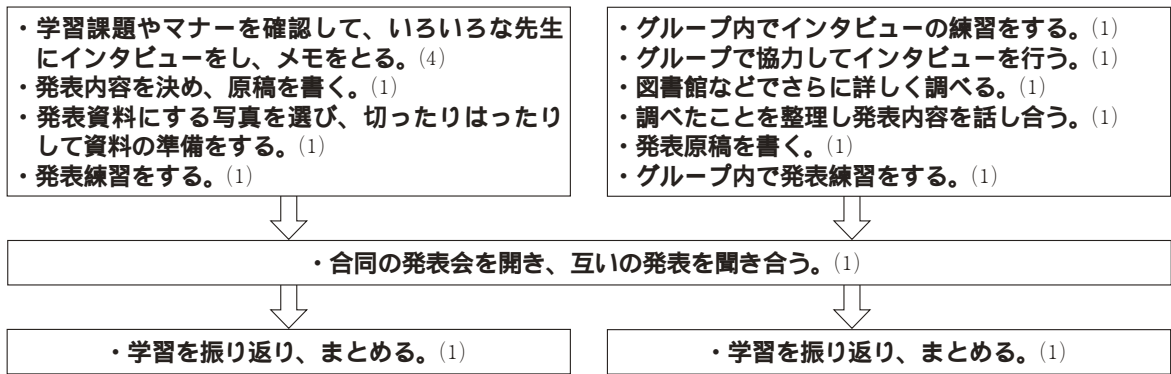 ・学習課題やマナーを確認して、いろいろな先生
にインタビューをし、メモをとる。(4)
・発表内容を決め、原稿を書く。(1)
・発表資料にする写真を選び、切ったりはったり
して資料の準備をする。(1)
・発表練習をする。(1)
・グループ内でインタビューの練習をする。(1)
・グループで協力してインタビューを行う。(1)
・図書館などでさらに詳しく調べる。(1)
・調べたことを整理し発表内容を話し合う。(1)
・発表原稿を書く。(1)
・グループ内で発表練習をする。(1)
・合同の発表会を開き、互いの発表を聞き合う。(1)
・学習を振り返り、まとめる。(1)
・学習を振り返り、まとめる。(1)